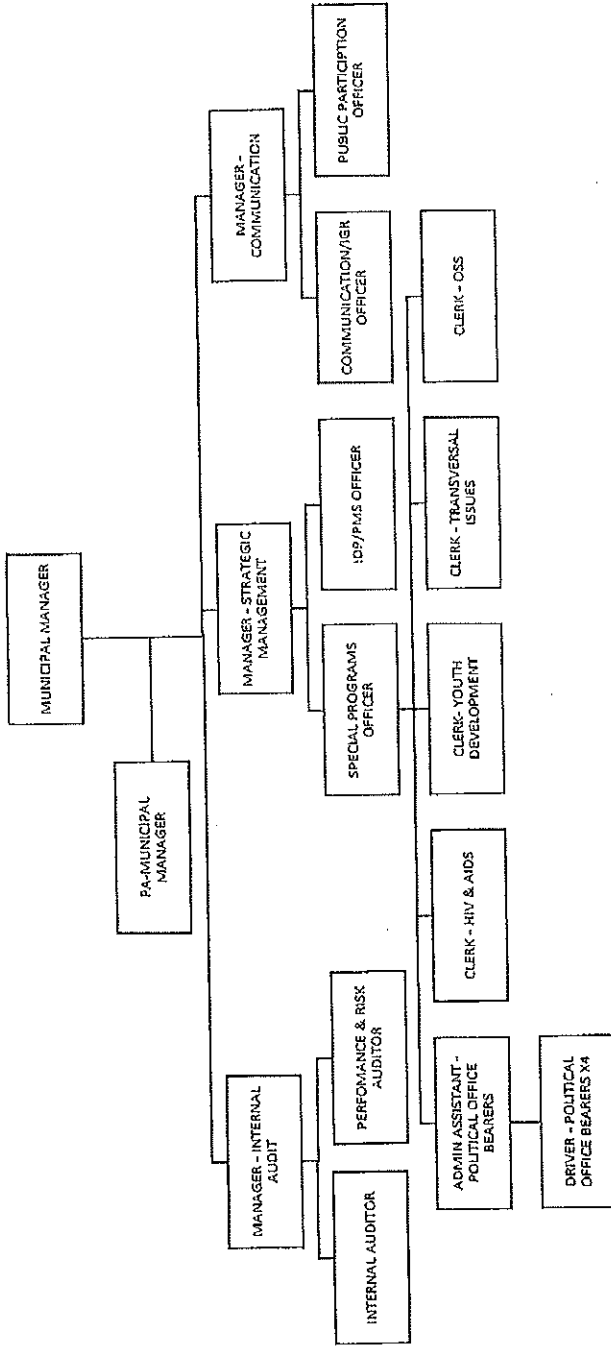 MUNICIPAL MANAGER
PA-MUNICIPAL
MANAGER
MANAGER – INTERNAL
AUDIT
MANAGER – STRATEGIC
MANAGEMENT
MANAGER –
COMMUNICATION
INTERNAL AUDITOR
PERFOMANCE & RISK
AUDITOR
SPECIAL PROGRAMS
OFFICER
IDP/PMS OFFICER
COMMUNICATION/IGR
OFFICER
PUBLIC PARTICIPTION
OFFICER
ADMIN ASSISTANT –
POLITICAL OFFICE
BEARERS
CLERK – HIV & AIDS
CLERK- YOUTH
DEVELOPMENT
CLERK – TRANSVERSAL
ISSUES
CLERK – OSS
DRIVER – POLITICAL
OFFICE BEARERS X4